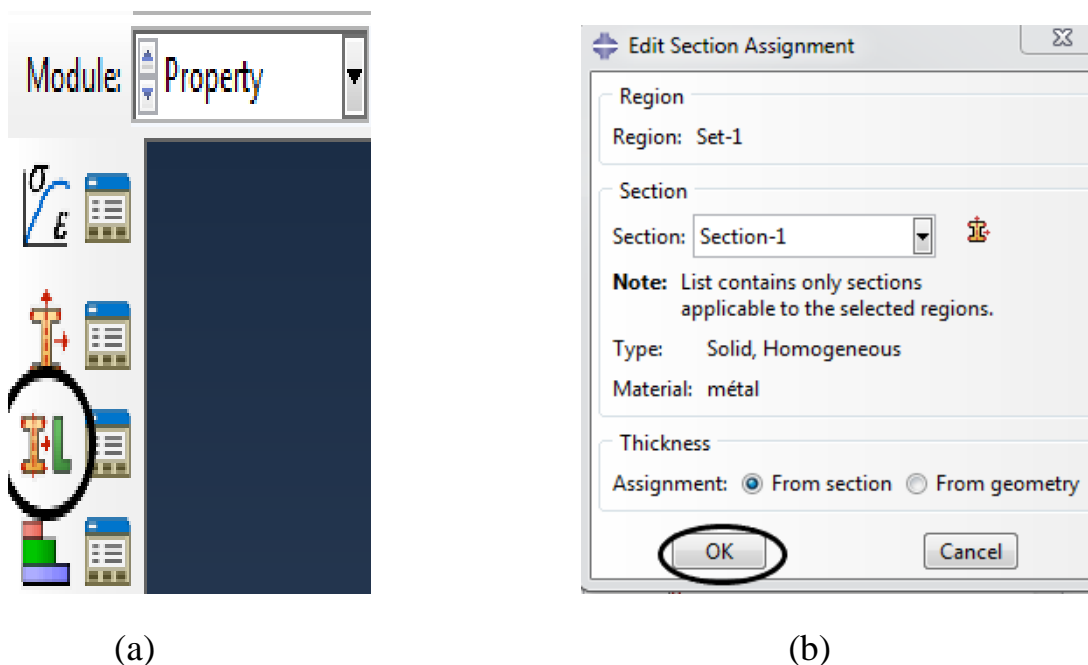 Module: Property
σ
ε
(a)
Edit Section Assignment
Region
Region: Set-1
Section
Section: Section-1
Note: List contains only sections
applicable to the selected regions.
Type: Solid, Homogeneous
Material: métal
Thickness
Assignment: From section From geometry
OK Cancel
(b)